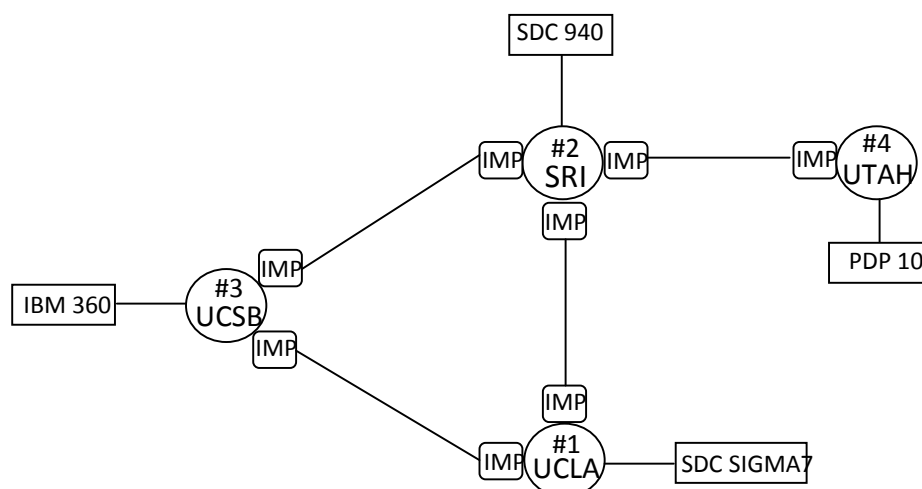 SDC 940
IMP
#2
SRI
IMP
IMP
#4
UTAH
IMP
PDP 10
IMP
#3
UCSB
IBM 360
IMP
IMP
IMP
#1
UCLA
SDC SIGMA7